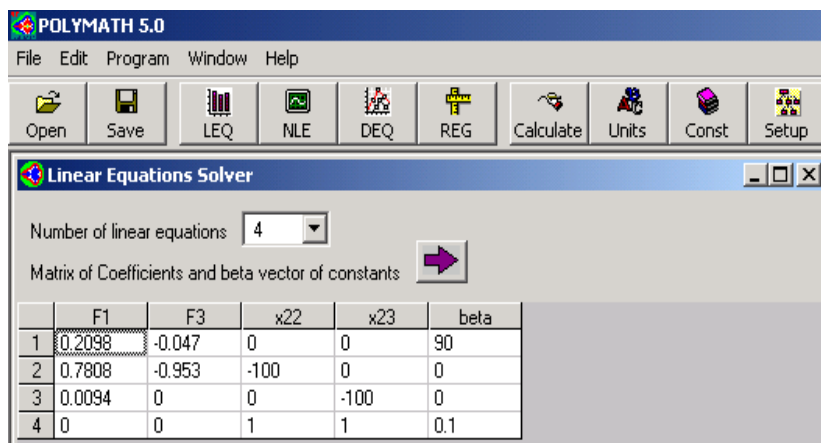 POLYMATH 5.0
File Edit Program Window Help
Open Save LEQ NLE DEQ REG Calculate Units Const Setup
Linear Equations Solver
Number of linear equations 4
Matrix of Coefficients and beta vector of constants
F1 F3 x22 x23 beta
1 0.2098 -0.047 0 0 90
2 0.7808 -0.953 -100 0 0
3 0.0094 0 0 -100 0
4 0 0 1 1 0.1